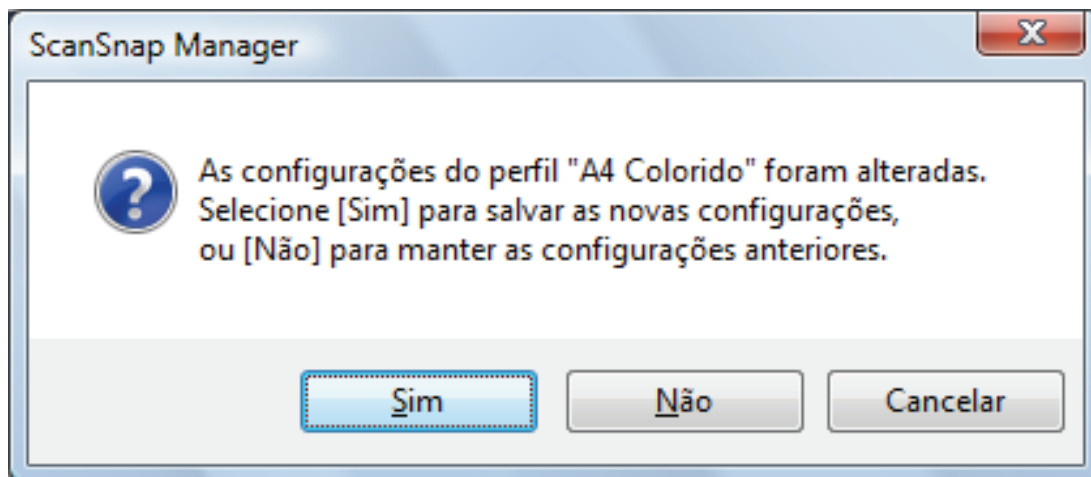 ScanSnap Manager
As configurações do perfil "A4 Colorido" foram alteradas.
Selecione [Sim] para salvar as novas configurações,
ou [Não] para manter as configurações anteriores.
Sim
Não
Cancelar